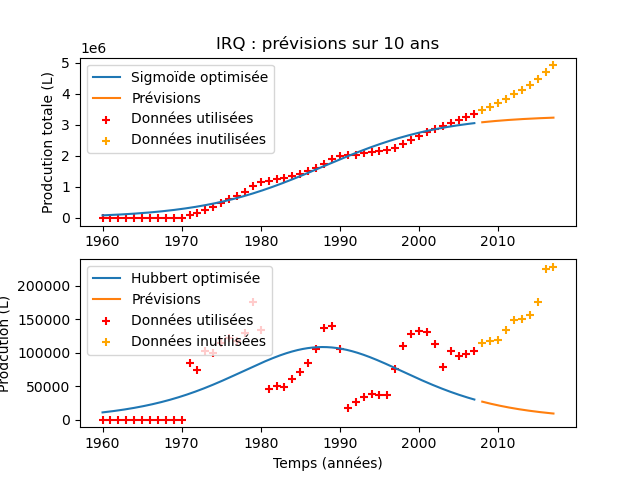 IRQ : prévisions sur 10 ans
1e6
Prodcution totale (L)
5
4
3
2
1
0
Sigmoïde optimisée
Prévisions
Données utilisées
Données inutilisées
1960 1970 1980 1990 2000 2010
Prodcution (L)
200000
150000
100000
50000
0
Hubbert optimisée
Prévisions
Données utilisées
Données inutilisées
1960 1970 1980 1990 2000 2010
Temps (années)